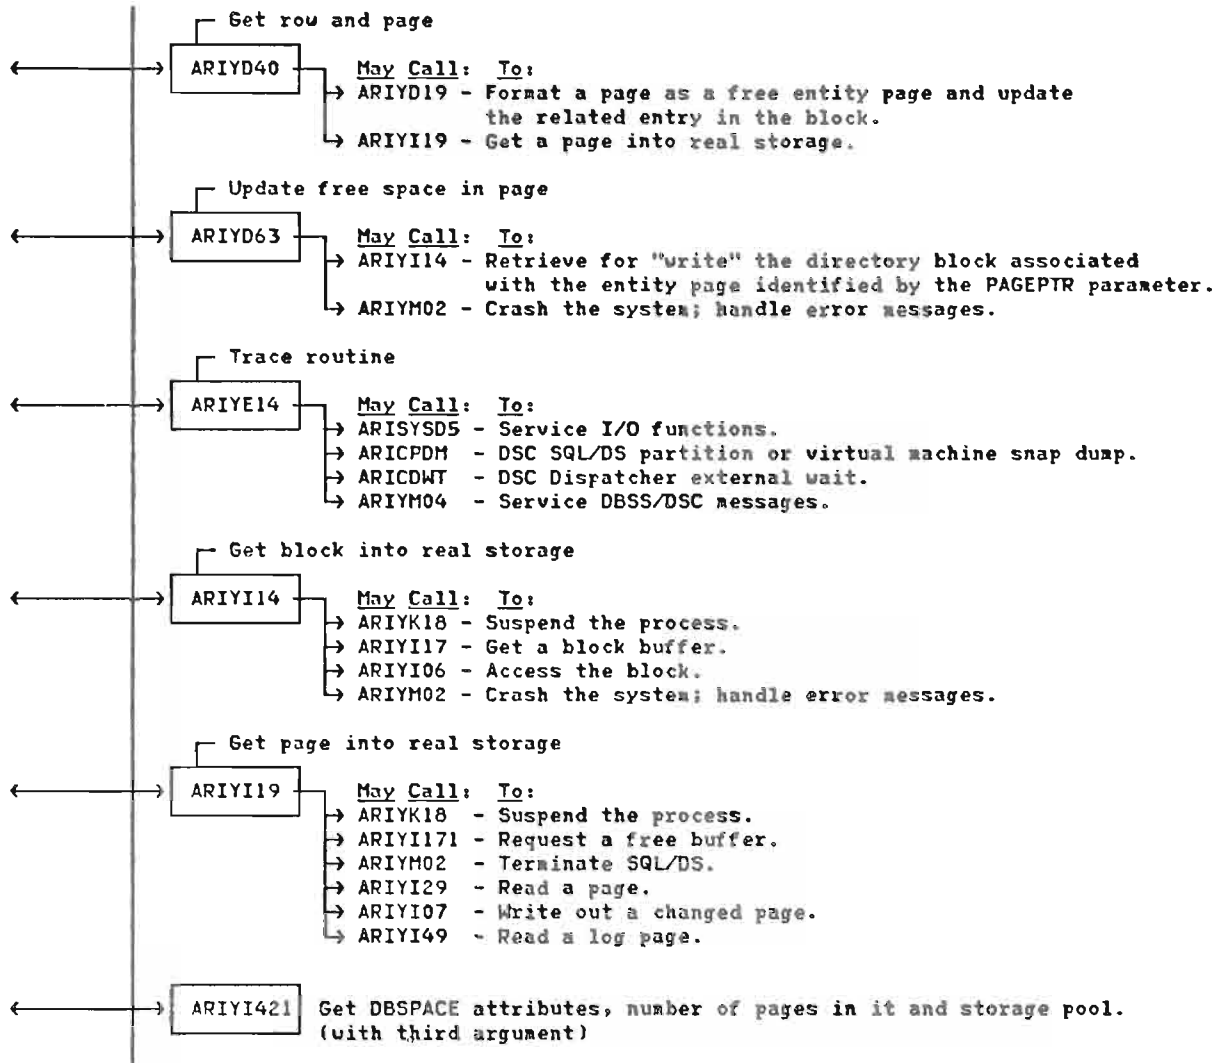 Get row and page
ARIYD40
May Call: To:
ARIYD19 - Format a page as a free entity page and update
the related entry in the block.
ARIYI19 - Get a page into real storage.
Update free space in page
ARIYD63
May Call: To:
ARIYI14 - Retrieve for "write" the directory block associated
with the entity page identified by the PAGEPTR parameter.
ARIYM02 - Crash the system; handle error messages.
Trace routine
ARIYE14
May Call: To:
ARISYSD5 - Service I/O functions.
ARICPDM - DSC SQL/DS partition or virtual machine snap dump.
ARICDWT - DSC Dispatcher external wait.
ARIYM04 - Service DBSS/DSC messages.
Get block into real storage
ARIYI14
May Call: To:
ARIYK18 - Suspend the process.
ARIYI17 - Get a block buffer.
ARIYI06 - Access the block.
ARIYM02 - Crash the system; handle error messages.
Get page into real storage
ARIYI19
May Call: To:
ARIYK18 - Suspend the process.
ARIYI171 - Request a free buffer.
ARIYM02 - Terminate SQL/DS.
ARIYI29 - Read a page.
ARIYI07 - Write out a changed page.
ARIYI49 - Read a log page.
ARIYI421 Get DBSPACE attributes, number of pages in it and storage pool.
(with third argument)